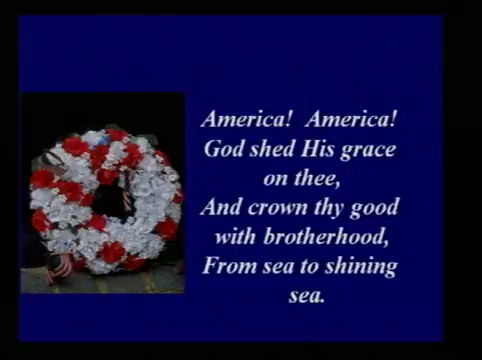 America!  America!
God shed His grace
on thee,
And crown thy good
with brotherhood,
From sea to shining
sea.